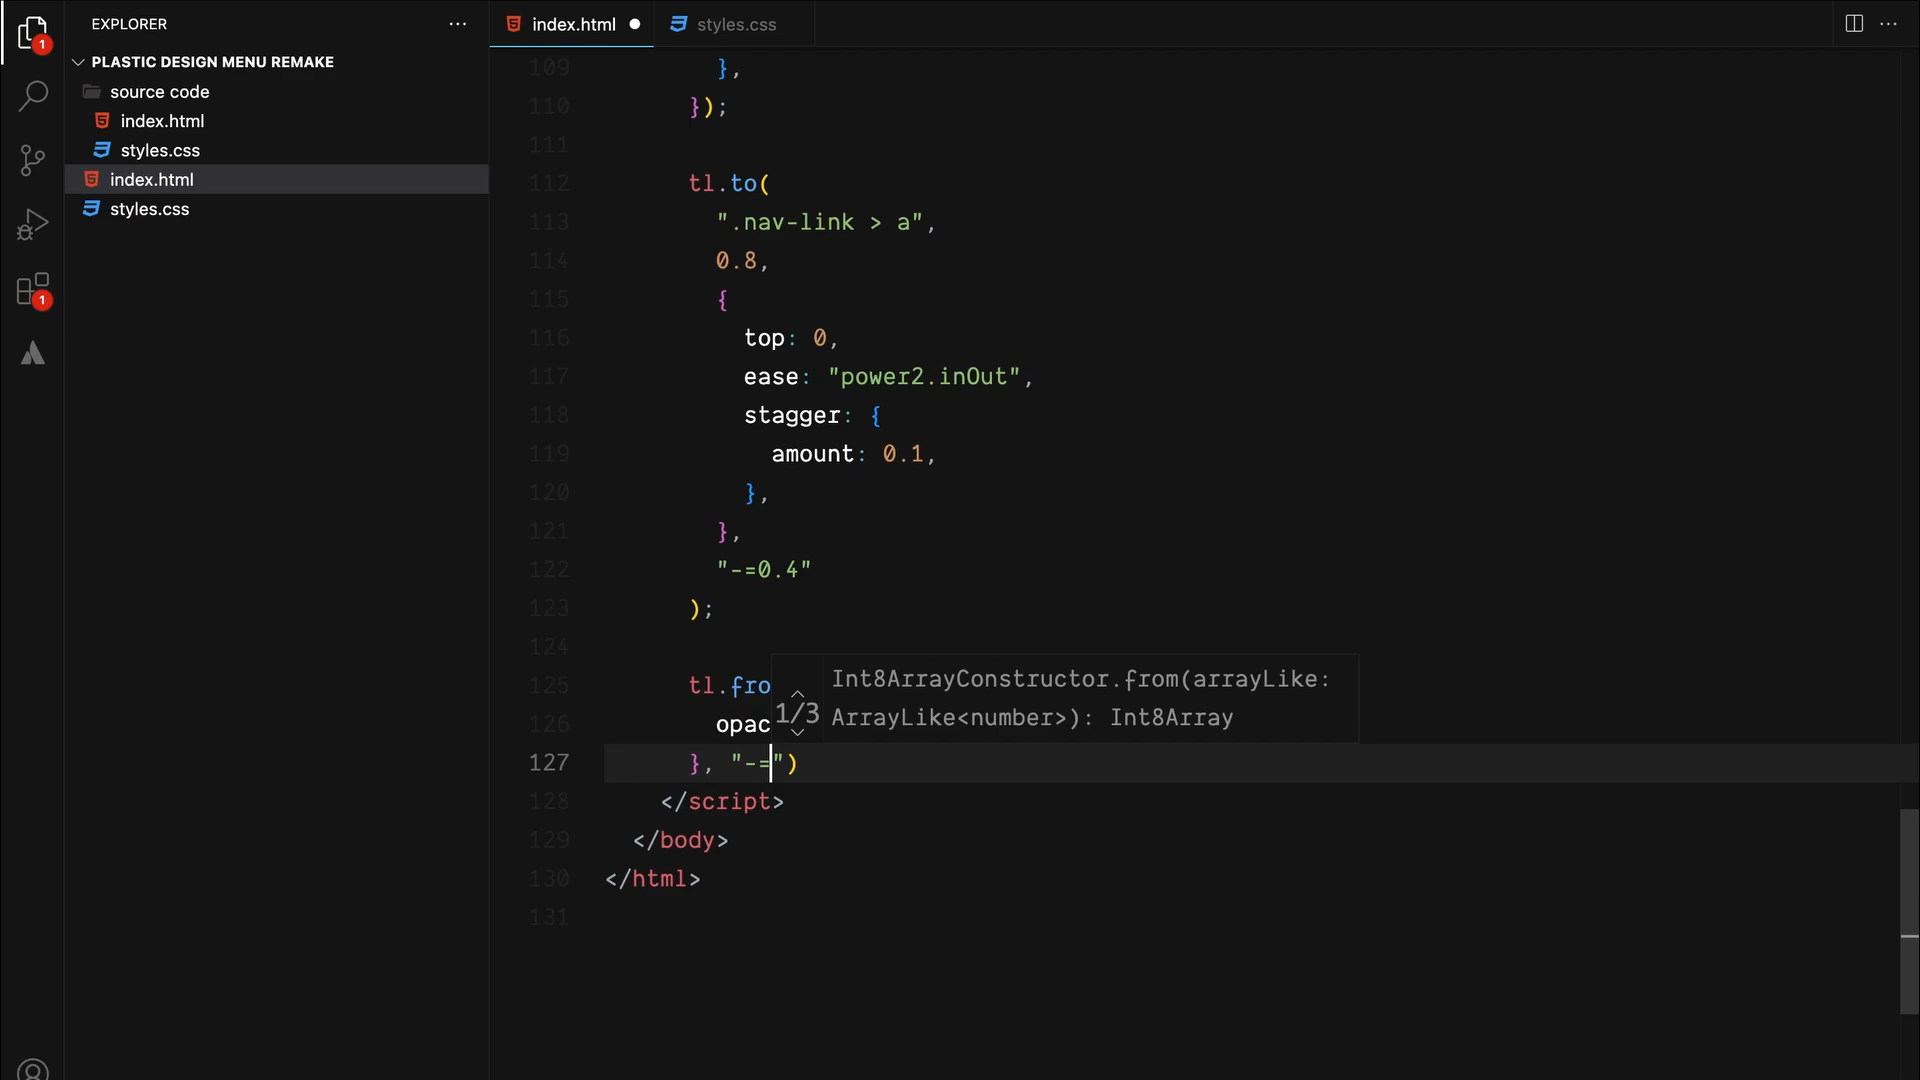 EXPLORER
PLASTIC DESIGN MENU REMAKE
source code
index.html
styles.css
index.html
styles.css
1
1
index.html
styles.css
109 },
110 });
111
112 tl.to(
113 ".nav-link > a",
114 0.8,
115 {
116 top: 0,
117 ease: "power2.inOut",
118 stagger: {
119 amount: 0.1,
120 },
121 },
122 "-=0.4"
123 );
124
125 tl.fro
126 opac
1/3
Int8ArrayConstructor.from(arrayLike:
ArrayLike<number>): Int8Array
127 }, "-=")
128 </script>
129 </body>
130 </html>
131